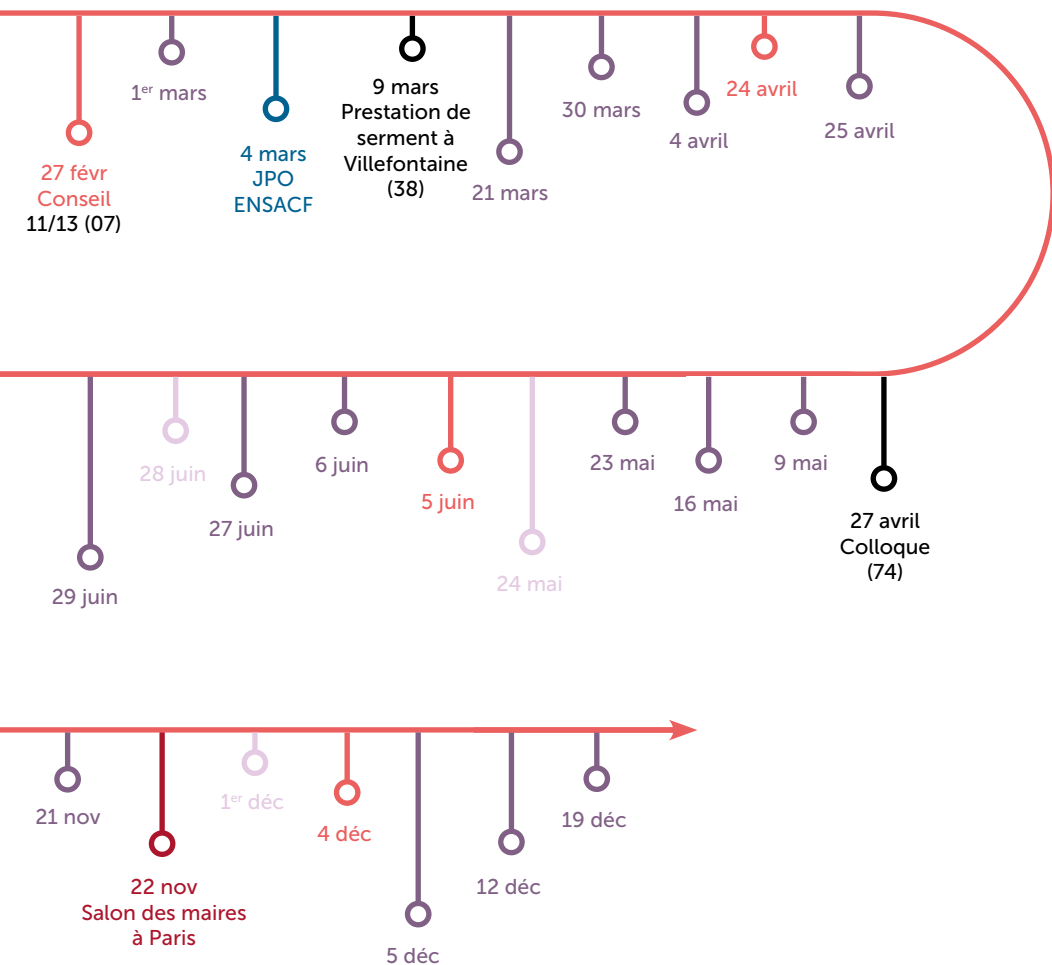 27 févr
Conseil
11/13 (07)
1er mars
4 mars
JPO
ENSACF
9 mars
Prestation de
serment à
Villefontaine
(38)
21 mars
30 mars
4 avril
24 avril
25 avril
27 avril
Colloque
(74)
9 mai
16 mai
23 mai
24 mai
5 juin
6 juin
27 juin
28 juin
29 juin
21 nov
22 nov
Salon des maires
à Paris
1er déc
4 déc
5 déc
12 déc
19 déc